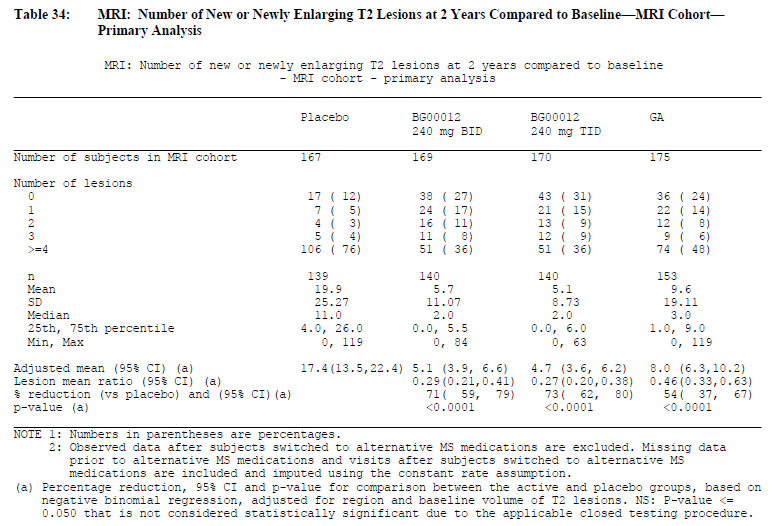 Table 34: MRI: Number of New or Newly Enlarging T2 Lesions at 2 Years Compared to Baseline—MRI Cohort—
Primary Analysis
MRI: Number of new or newly enlarging T2 lesions at 2 years compared to baseline
- MRI cohort - primary analysis
Placebo BG00012 BG00012 GA
240 mg BID 240 mg TID
Number of subjects in MRI cohort 167 169 170 175
Number of lesions
0 17 ( 12) 38 ( 27) 43 ( 31) 36 ( 24)
1 7 ( 5) 24 ( 17) 21 ( 15) 22 ( 14)
2 4 ( 3) 16 ( 11) 13 ( 9) 12 ( 8)
3 5 ( 4) 11 ( 8) 12 ( 9) 9 ( 6)
>=4 106 ( 76) 51 ( 36) 51 ( 36) 74 ( 48)
n 139 140 140 153
Mean 19.9 5.7 5.1 9.6
SD 25.27 11.07 8.73 19.11
Median 11.0 2.0 2.0 3.0
25th, 75th percentile 4.0, 26.0 0.0, 5.5 0.0, 6.0 1.0, 9.0
Min, Max 0, 119 0, 84 0, 63 0, 119
Adjusted mean (95% CI) (a) 17.4(13.5,22.4) 5.1 (3.9, 6.6) 4.7 (3.6, 6.2) 8.0 (6.3,10.2)
Lesion mean ratio (95% CI) (a) 0.29(0.21,0.41) 0.27(0.20,0.38) 0.46(0.33,0.63)
% reduction (vs placebo) and (95% CI)(a) 71( 59, 79) 73( 62, 80) 54( 37, 67)
p-value (a) <0.0001 <0.0001 <0.0001
NOTE 1: Numbers in parentheses are percentages.
2: Observed data after subjects switched to alternative MS medications are excluded. Missing data
prior to alternative MS medications and visits after subjects switched to alternative MS
medications are included and imputed using the constant rate assumption.
(a) Percentage reduction, 95% CI and p-value for comparison between the active and placebo groups, based on
negative binomial regression, adjusted for region and baseline volume of T2 lesions. NS: P-value <=
0.050 that is not considered statistically significant due to the applicable closed testing procedure.